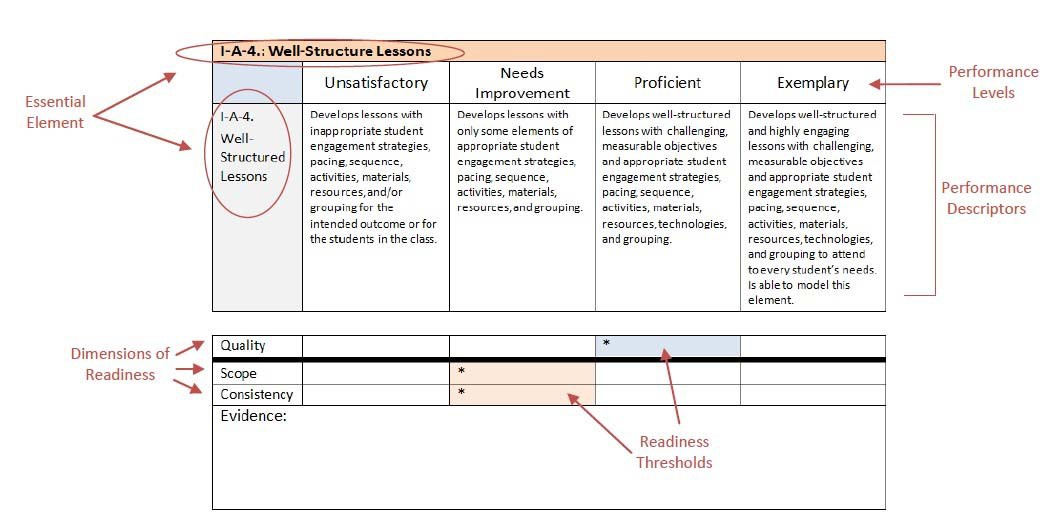 I-A-4.: Well-Structure Lessons
Unsatisfactory
Needs
Improvement
Proficient
Exemplary
Performance
Levels
Essential
Element
I-A-4.
Well-
Structured
Lessons
Develops lessons with
inappropriate student
engagement strategies,
pacing, sequence,
activities, materials,
resources, and/or
grouping for the
intended outcome or for
the students in the class.
Develops lessons with
only some elements of
appropriate student
engagement strategies,
pacing, sequence,
activities, materials,
resources, and grouping.
Develops well-structured
lessons with challenging,
measurable objectives
and appropriate student
engagement strategies,
pacing, sequence,
activities, materials,
resources, technologies,
and grouping.
Develops well-structured
and highly engaging
lessons with challenging,
measurable objectives
and appropriate student
engagement strategies,
pacing, sequence,
activities, materials,
resources, technologies,
and grouping to attend
to every student's needs.
Is able to model this
element.
Performance
Descriptors
Dimensions of
Readiness
Quality
*
Scope
*
Consistency
*
Evidence:
Readiness
Thresholds